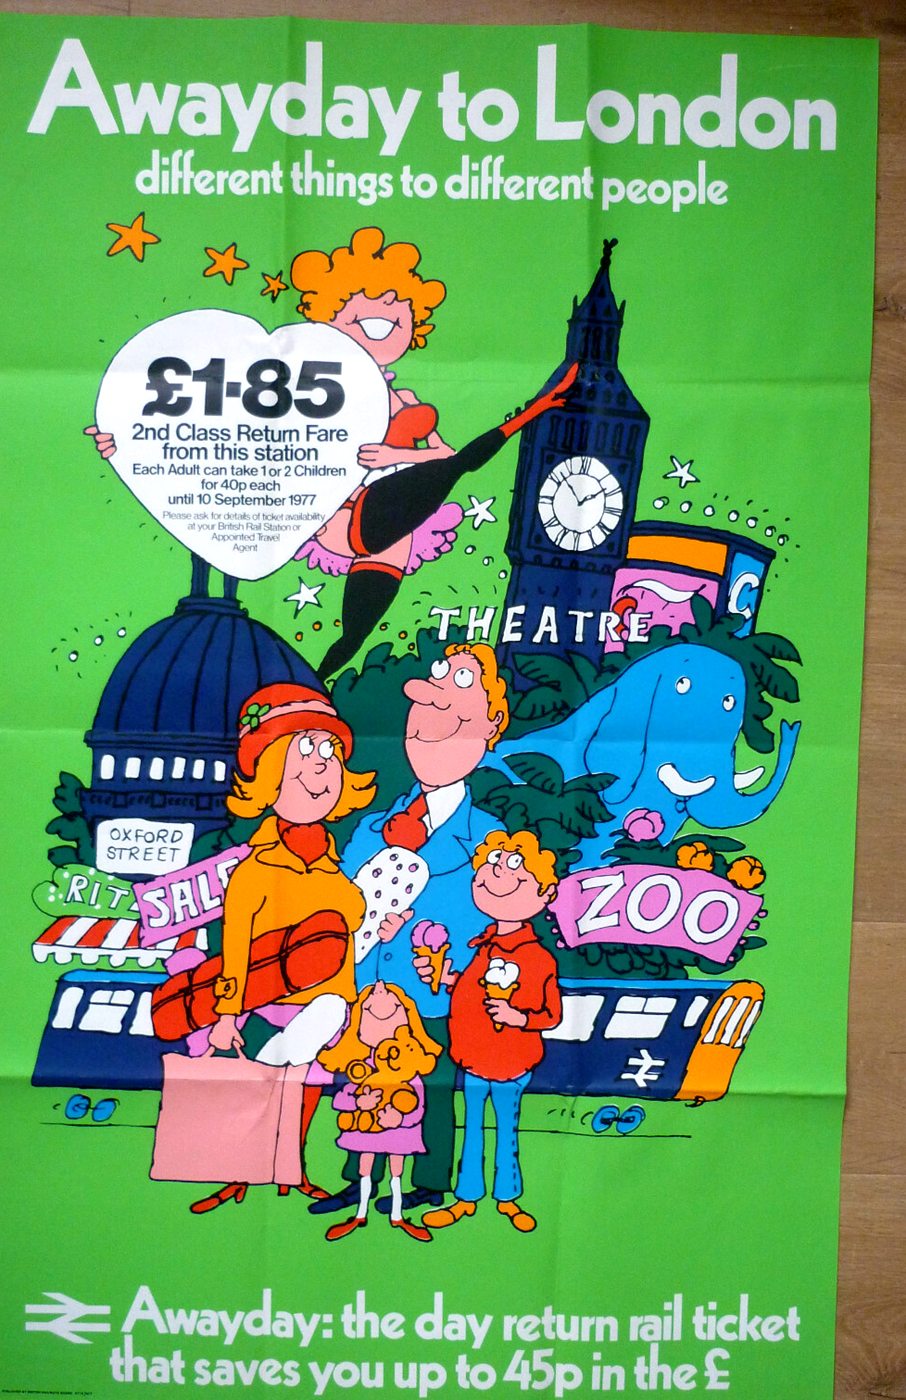 Awayday to London
different things to different people
£1·85
2nd Class Return Fare
from this station
Each Adult can take 1 or 2 Children
for 40p each
until 10 September 1977
Please ask for details of ticket availability
at your British Rail Station or
Appointed Travel
Agent
THEATRE
OXFORD
STREET
RIT
SALE
ZOO
Awayday: the day return rail ticket
that saves you up to 45p in the £